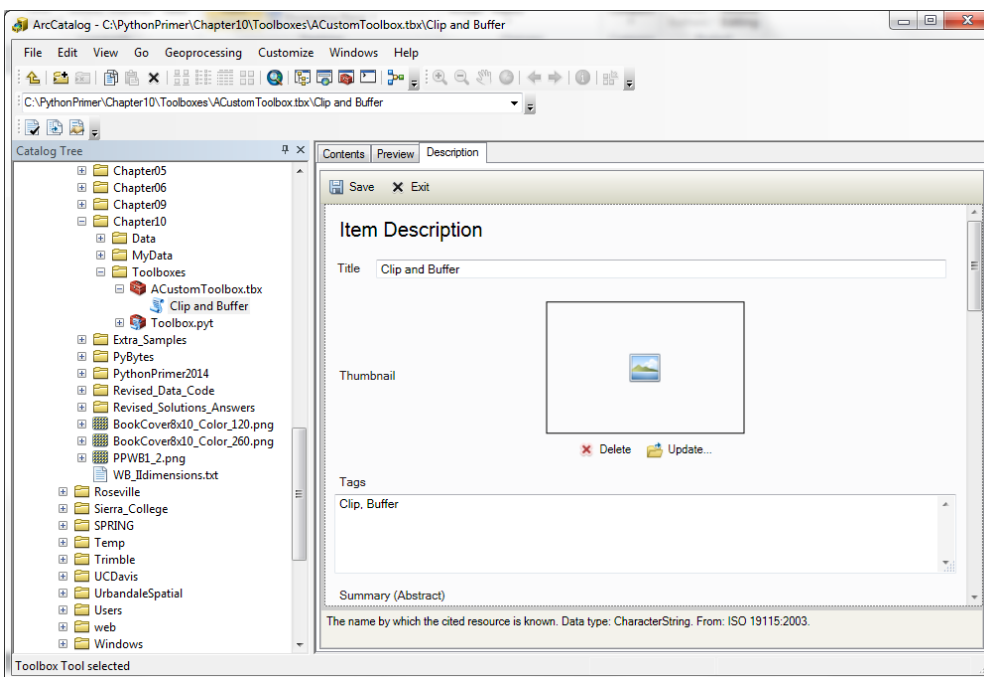 ArcCatalog - C:\PythonPrimer\Chapter10\Toolboxes\ACustomToolbox.tbx\Clip and Buffer
File Edit View Go Geoprocessing Customize Windows Help
C:\PythonPrimer\Chapter10\Toolboxes\ACustomToolbox.tbx\Clip and Buffer
Catalog Tree
Chapter05
Chapter06
Chapter09
Chapter10
Data
MyData
Toolboxes
ACustomToolbox.tbx
Clip and Buffer
Toolbox.pyt
Extra_Samples
PyBytes
PythonPrimer2014
Revised_Data_Code
Revised_Solutions_Answers
BookCover8x10_Color_120.png
BookCover8x10_Color_260.png
PPWB1_2.png
WB_IIdimensions.txt
Roseville
Sierra_College
SPRING
Temp
Trimble
UCDavis
UrbandaleSpatial
Users
web
Windows
Contents Preview Description
Save Exit
Item Description
Title Clip and Buffer
Thumbnail
Delete Update...
Tags
Clip, Buffer
Summary (Abstract)
The name by which the cited resource is known. Data type: CharacterString. From: ISO 19115:2003.
Toolbox Tool selected